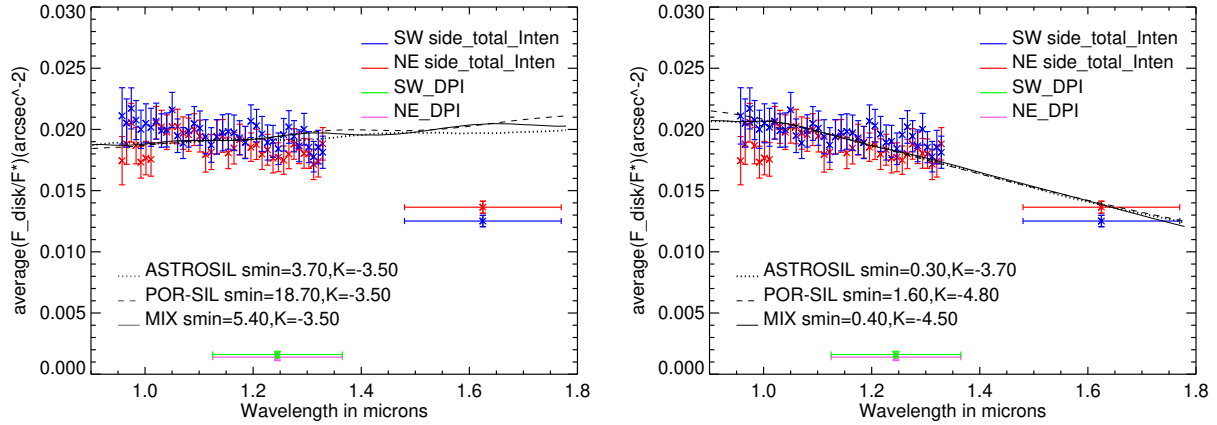 0.030
0.025
0.020
0.015
0.010
0.005
0.000
average(F_disk/F*)(arcsec^-2)
SW side_total_Inten
NE side_total_Inten
SW_DPI
NE_DPI
ASTROSIL smin=3.70,K=-3.50
POR-SIL smin=18.70,K=-3.50
MIX smin=5.40,K=-3.50
1.0 1.2 1.4 1.6 1.8
Wavelength in microns
0.030
0.025
0.020
0.015
0.010
0.005
0.000
average(F_disk/F*)(arcsec^-2)
SW side_total_Inten
NE side_total_Inten
SW_DPI
NE_DPI
ASTROSIL smin=0.30,K=-3.70
POR-SIL smin=1.60,K=-4.80
MIX smin=0.40,K=-4.50
1.0 1.2 1.4 1.6 1.8
Wavelength in microns